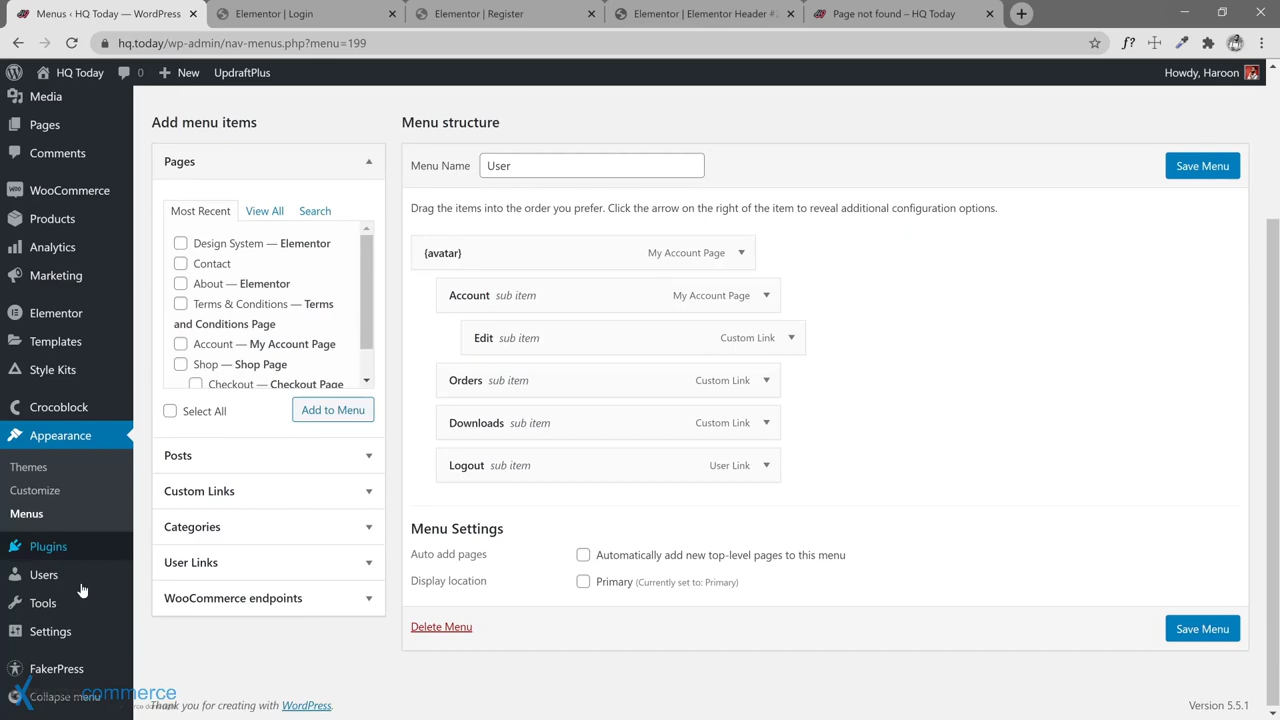 Menus ‹ HQ Today — WordPress
Elementor | Login
Elementor | Register
Elementor | Elementor Header #2
Page not found – HQ Today
hq.today/wp-admin/nav-menus.php?menu=199
HQ Today
0
New
UpdraftPlus
Howdy, Haroon
Media
Pages
Comments
WooCommerce
Products
Analytics
Marketing
Elementor
Templates
Style Kits
Crocoblock
Appearance
Themes
Customize
Menus
Plugins
Users
Tools
Settings
FakerPress
Collapse menu
commerce
Add menu items
Pages
Most Recent
View All
Search
Design System — Elementor
Contact
About — Elementor
Terms & Conditions — Terms
and Conditions Page
Account — My Account Page
Shop — Shop Page
Checkout — Checkout Page
Select All
Add to Menu
Posts
Custom Links
Categories
User Links
WooCommerce endpoints
Menu structure
Menu Name
User
Save Menu
Drag the items into the order you prefer. Click the arrow on the right of the item to reveal additional configuration options.
{avatar}
My Account Page
Account sub item
My Account Page
Edit sub item
Custom Link
Orders sub item
Custom Link
Downloads sub item
Custom Link
Logout sub item
User Link
Menu Settings
Auto add pages
Automatically add new top-level pages to this menu
Display location
Primary (Currently set to: Primary)
Delete Menu
Save Menu
Thank you for creating with WordPress.
Version 5.5.1